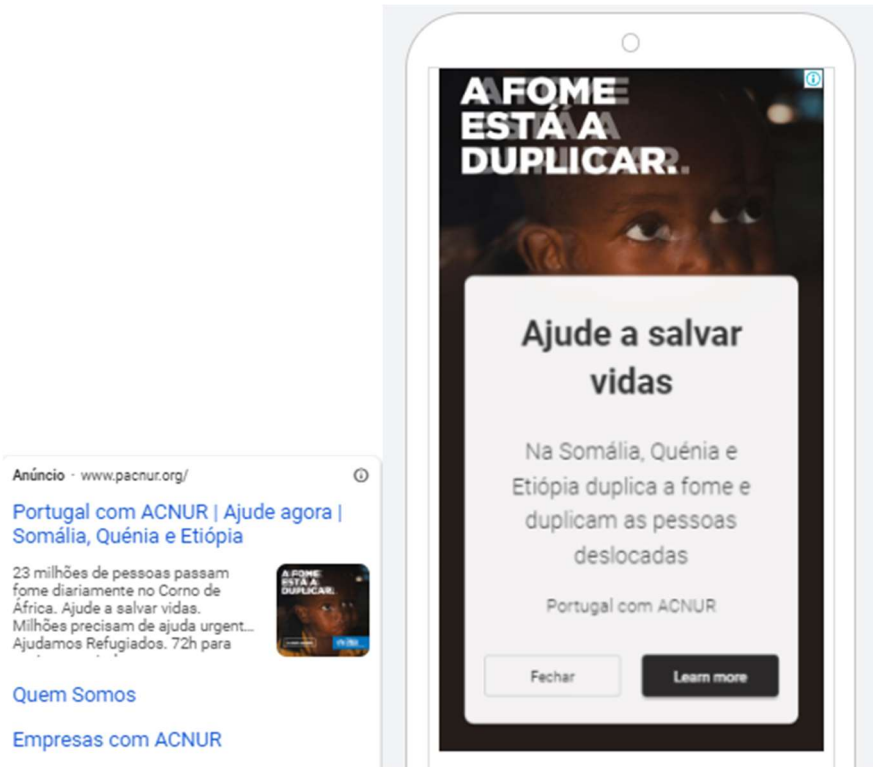 Anúncio - www.pacnur.org/
Portugal com ACNUR | Ajude agora |
Somália, Quénia e Etiópia
23 milhões de pessoas passam
fome diariamente no Corno de
África. Ajude a salvar vidas.
Milhões precisam de ajuda urgent...
Ajudamos Refugiados. 72h para
A FOME
ESTÁ A
DUPLICAR.
Quem Somos
Empresas com ACNUR
A FOME
ESTÁ A
DUPLICAR.
Ajude a salvar
vidas
Na Somália, Quénia e
Etiópia duplica a fome e
duplicam as pessoas
deslocadas
Portugal com ACNUR
Fechar
Learn more